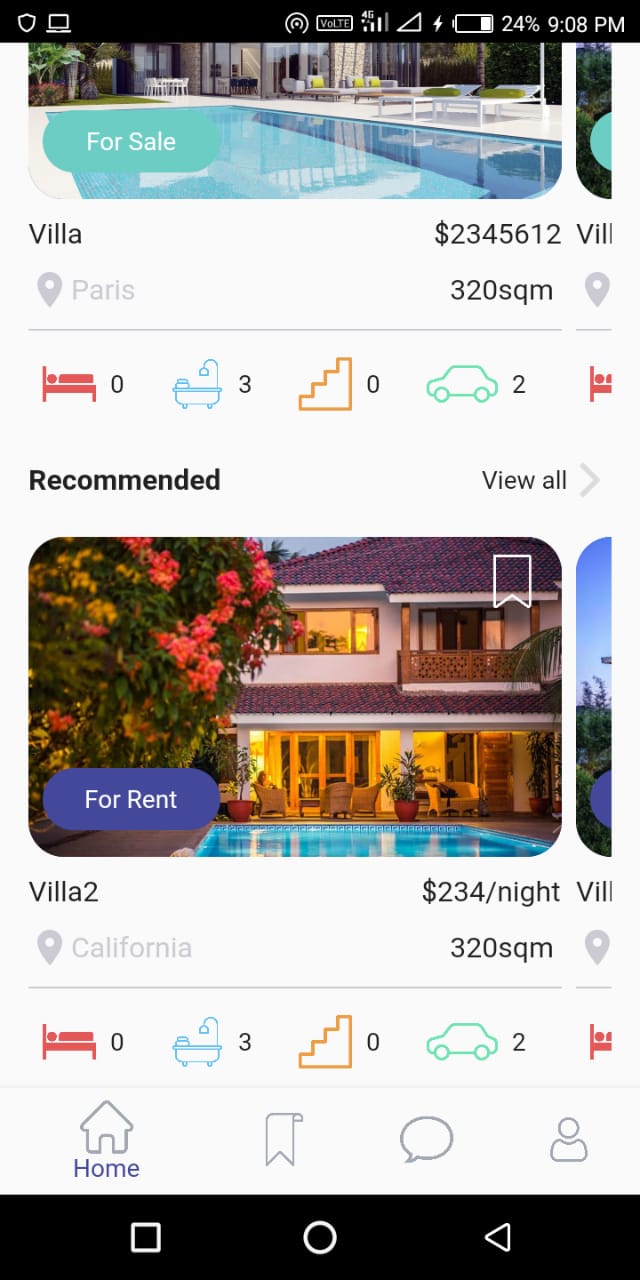 VoLTE 4G 24% 9:08 PM
For Sale
Villa $2345612 Vill
Paris 320sqm
0 3 0 2
Recommended View all
For Rent
Villa2 $234/night Vill
California 320sqm
0 3 0 2
Home